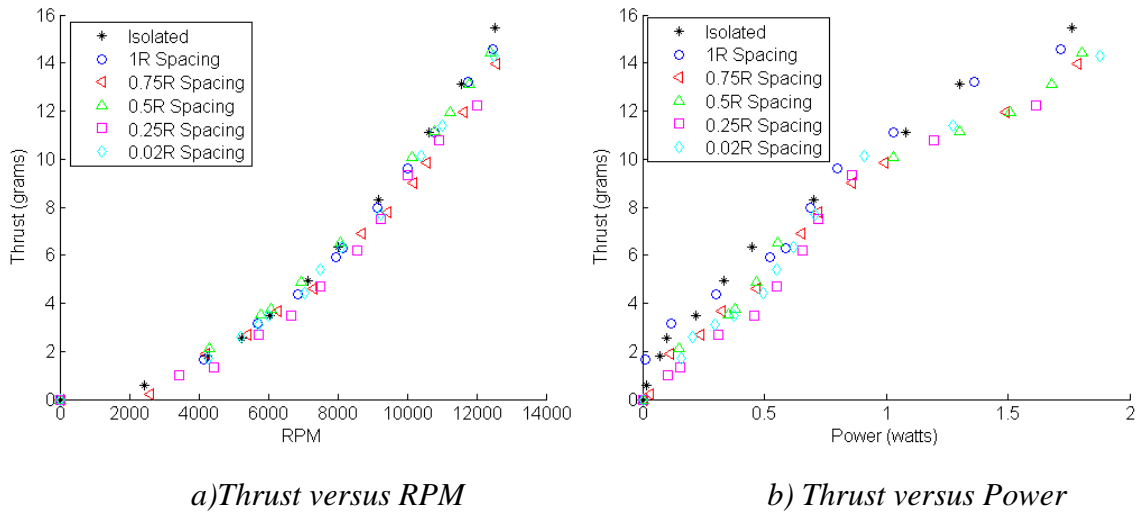 16
14
12
10
8
6
4
2
0
Thrust (grams)
Isolated
1R Spacing
0.75R Spacing
0.5R Spacing
0.25R Spacing
0.02R Spacing
0 2000 4000 6000 8000 10000 12000 14000
RPM
a)Thrust versus RPM
16
14
12
10
8
6
4
2
0
Thrust (grams)
Isolated
1R Spacing
0.75R Spacing
0.5R Spacing
0.25R Spacing
0.02R Spacing
0 0.5 1 1.5 2
Power (watts)
b) Thrust versus Power